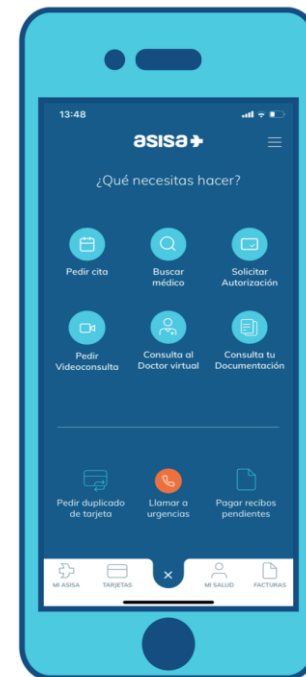 13:48
asisa
¿Qué necesitas hacer?
Pedir cita
Buscar
médico
Solicitar
Autorización
Pedir
Videoconsulta
Consulta al
Doctor virtual
Consulta tu
Documentación
Pedir duplicado
de tarjeta
Llamar a
urgencias
Pagar recibos
pendientes
MI ASISA
TARJETAS
MI SALUD
FACTURAS